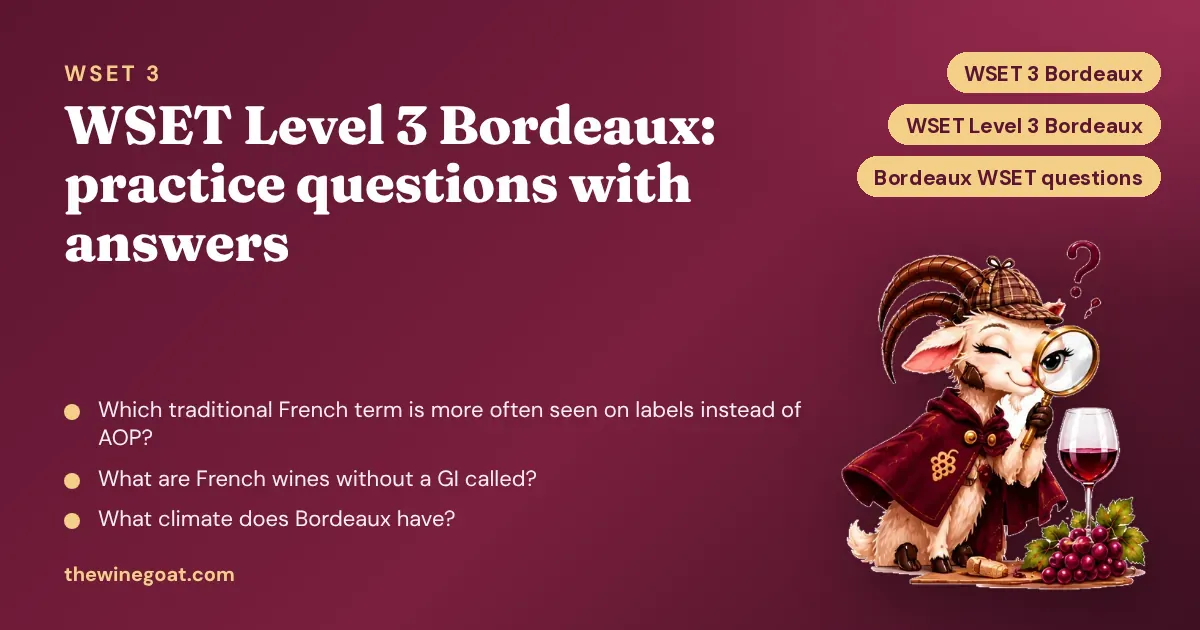 WSET 3
WSET Level 3 Bordeaux:
practice questions with
answers
WSET 3 Bordeaux
WSET Level 3 Bordeaux
Bordeaux WSET questions
Which traditional French term is more often seen on labels instead of
AOP?
What are French wines without a GI called?
What climate does Bordeaux have?
thewinegoat.com
?